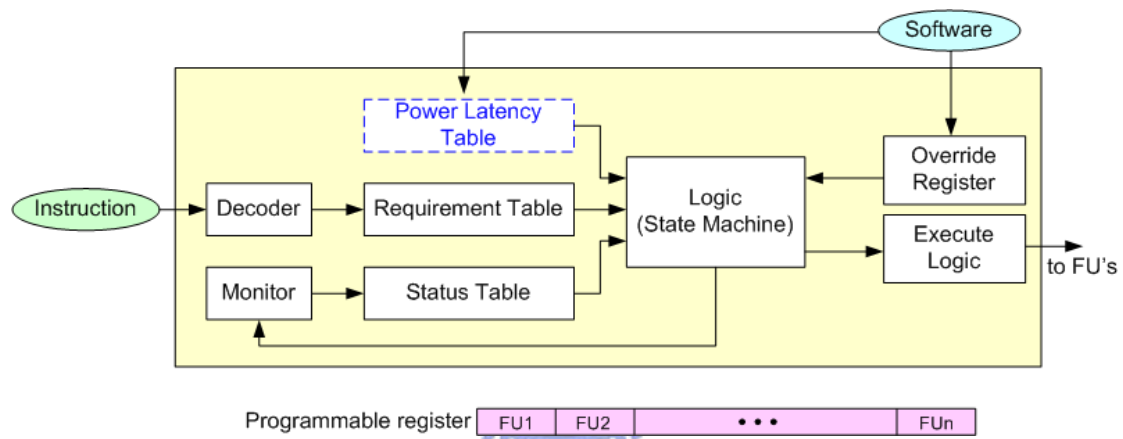 Software
Power Latency
Table
Override
Register
Logic
(State Machine)
Instruction
Decoder
Requirement Table
Execute
Logic
to FU's
Monitor
Status Table
Programmable register
FU1
FU2
• • •
FUn